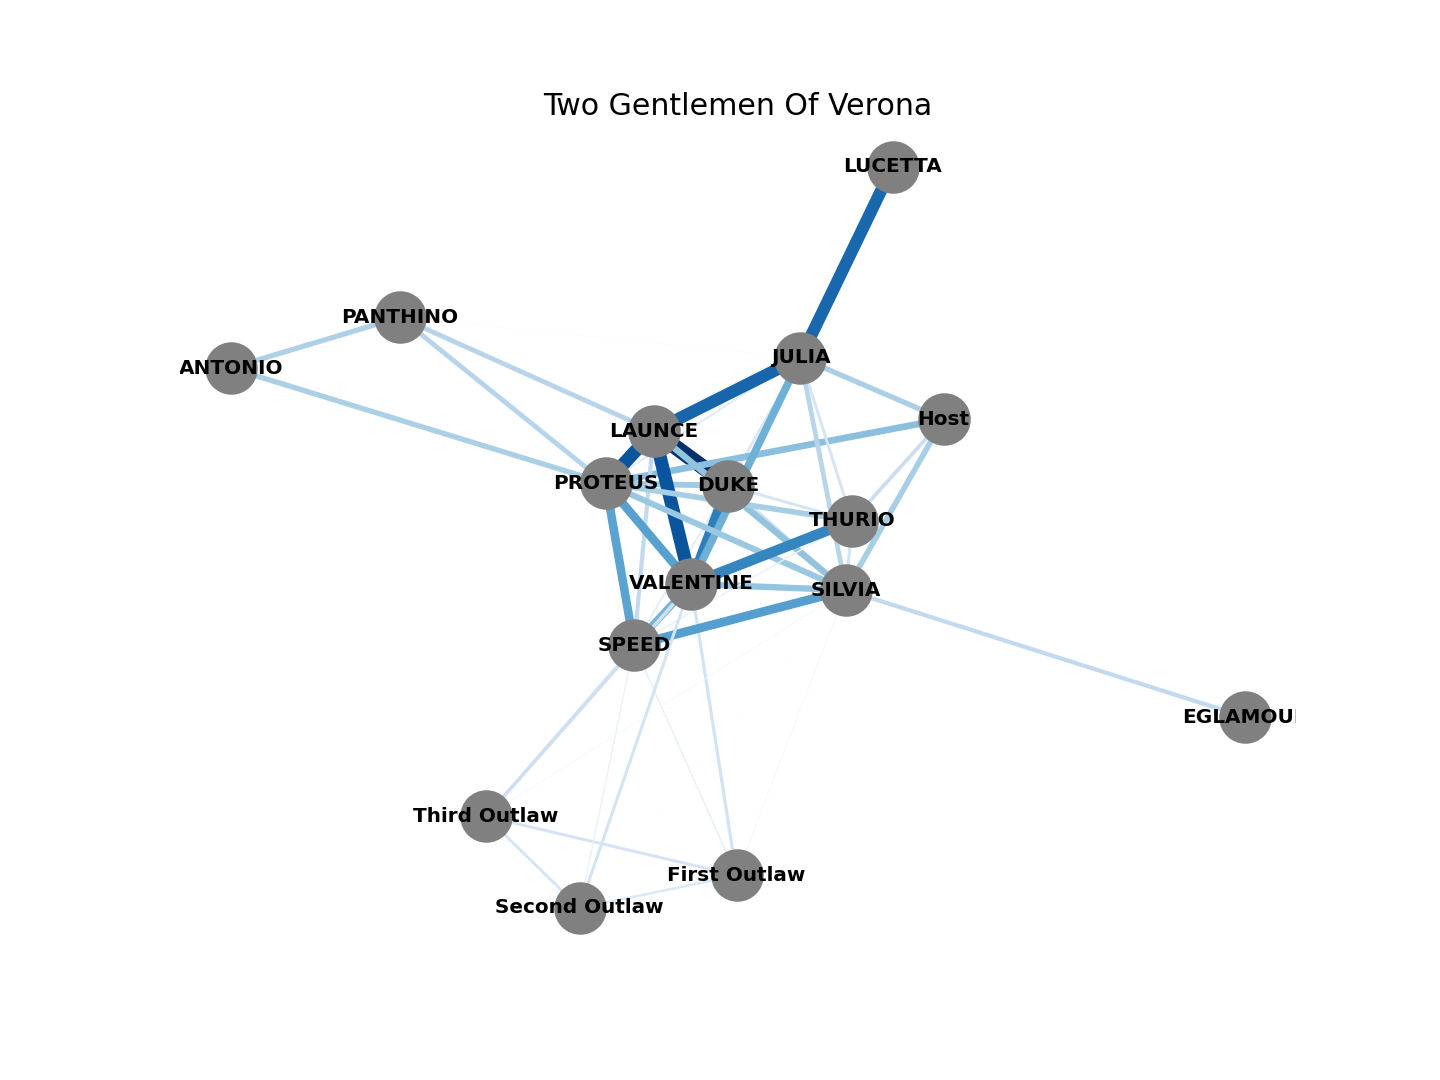 Two Gentlemen Of Verona
LUCETTA
PANTHINO
JULIA
ANTONIO
Host
LAUNCE
PROTEUS
DUKE
THURIO
VALENTINE
SILVIA
SPEED
EGLAMOU
Third Outlaw
First Outlaw
Second Outlaw